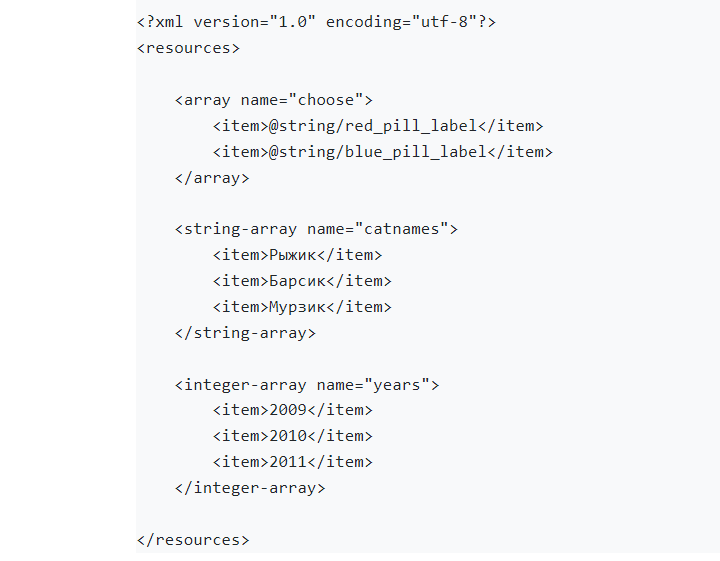 <?xml version="1.0" encoding="utf-8"?>
<resources>
<array name="choose">
<item>@string/red_pill_label</item>
<item>@string/blue_pill_label</item>
</array>
<string-array name="catnames">
<item>Рыжик</item>
<item>Барсик</item>
<item>Мурзик</item>
</string-array>
<integer-array name="years">
<item>2009</item>
<item>2010</item>
<item>2011</item>
</integer-array>
</resources>